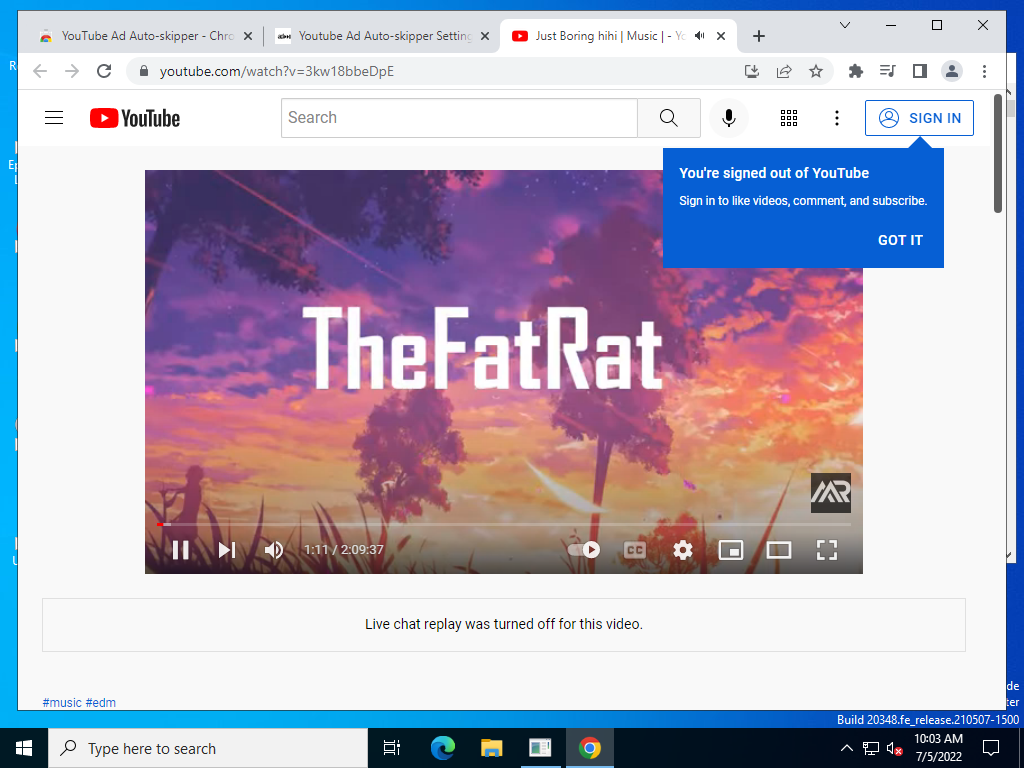 YouTube Ad Auto-skipper - Chro
Youtube Ad Auto-skipper Setting
Just Boring hihi | Music | - Yo
youtube.com/watch?v=3kw18bbeDpE
YouTube
Search
SIGN IN
You're signed out of YouTube
Sign in to like videos, comment, and subscribe.
GOT IT
TheFatRat
MR
1:11 / 2:09:37
CC
Live chat replay was turned off for this video.
#music #edm
Build 20348.fe_release.210507-1500
Type here to search
10:03 AM
7/5/2022